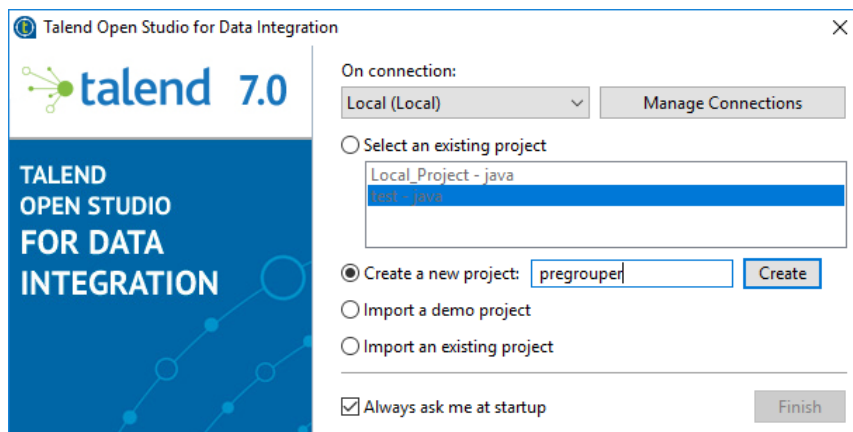 Talend Open Studio for Data Integration
talend 7.0
TALEND
OPEN STUDIO
FOR DATA
INTEGRATION
On connection:
Local (Local)
Manage Connections
Select an existing project
Local_Project - java
test - java
Create a new project:
pregrouper
Create
Import a demo project
Import an existing project
Always ask me at startup
Finish